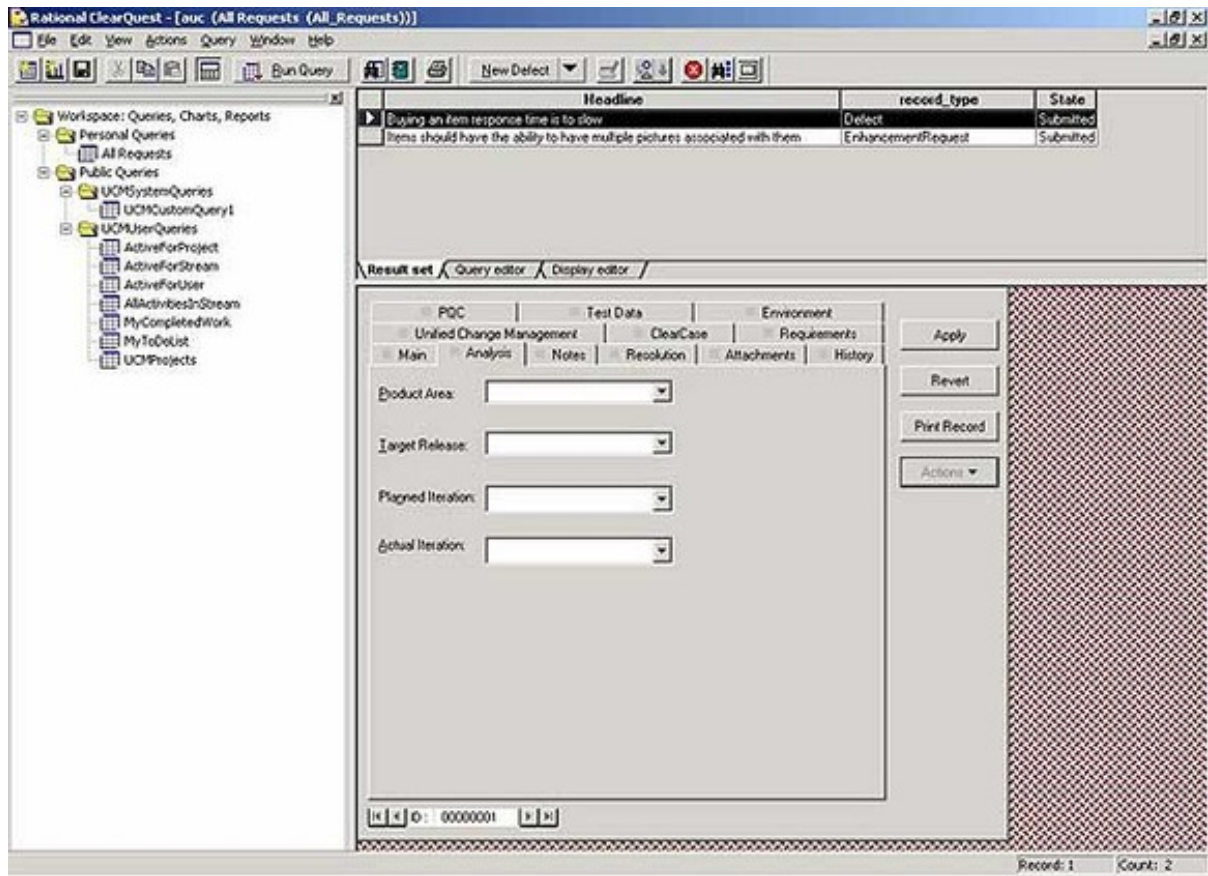 Rational ClearQuest - [auc (All Requests (All_Requests))]
File Edit View Actions Query Window Help
Run Query New Defect
Workspace: Queries, Charts, Reports
Personal Queries
All Requests
Public Queries
UCMSystemQueries
UCMCustomQuery1
UCMUserQueries
ActiveForProject
ActiveForStream
ActiveForUser
AllActivitiesInStream
MyCompletedWork
MyToDoList
UCMProjects
Headline record_type State
Buying an item response time is to slow Defect Submitted
Items should have the ability to have multiple pictures associated with them EnhancementRequest Submitted
Result set Query editor Display editor
PQC Test Data Environment
Unified Change Management ClearCase Requirements
Main Analysis Notes Resolution Attachments History
Product Area:
Target Release:
Planned Iteration:
Actual Iteration:
Apply
Revert
Print Record
Actions
ID: 00000001
Record: 1 Count: 2